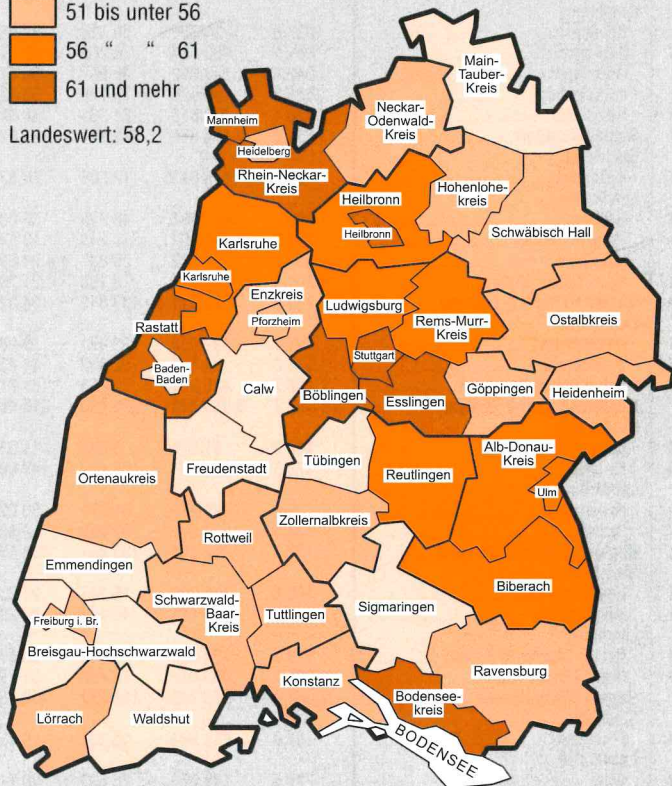 51 bis unter 56
56 “ “ 61
61 und mehr
Landeswert: 58,2
Main-
Tauber-
Kreis
Mannheim
Neckar-
Odenwald-
Kreis
Heidelberg
Rhein-Neckar-
Kreis
Hohenlohe-
kreis
Heilbronn
Heilbronn
Schwäbisch Hall
Karlsruhe
Karlsruhe
Enzkreis
Ludwigsburg
Pforzheim
Rems-Murr-
Kreis
Ostalbkreis
Rastatt
Stuttgart
Baden-
Baden
Calw
Böblingen
Esslingen
Göppingen
Heidenheim
Alb-Donau-
Kreis
Tübingen
Freudenstadt
Reutlingen
Ortenaukreis
Ulm
Zollernalbkreis
Rottweil
Emmendingen
Biberach
Schwarzwald-
Baar-
Kreis
Tuttlingen
Sigmaringen
Freiburg i. Br.
Breisgau-Hochschwarzwald
Ravensburg
Konstanz
Bodensee-
kreis
Lörrach
Waldshut
BODENSEE